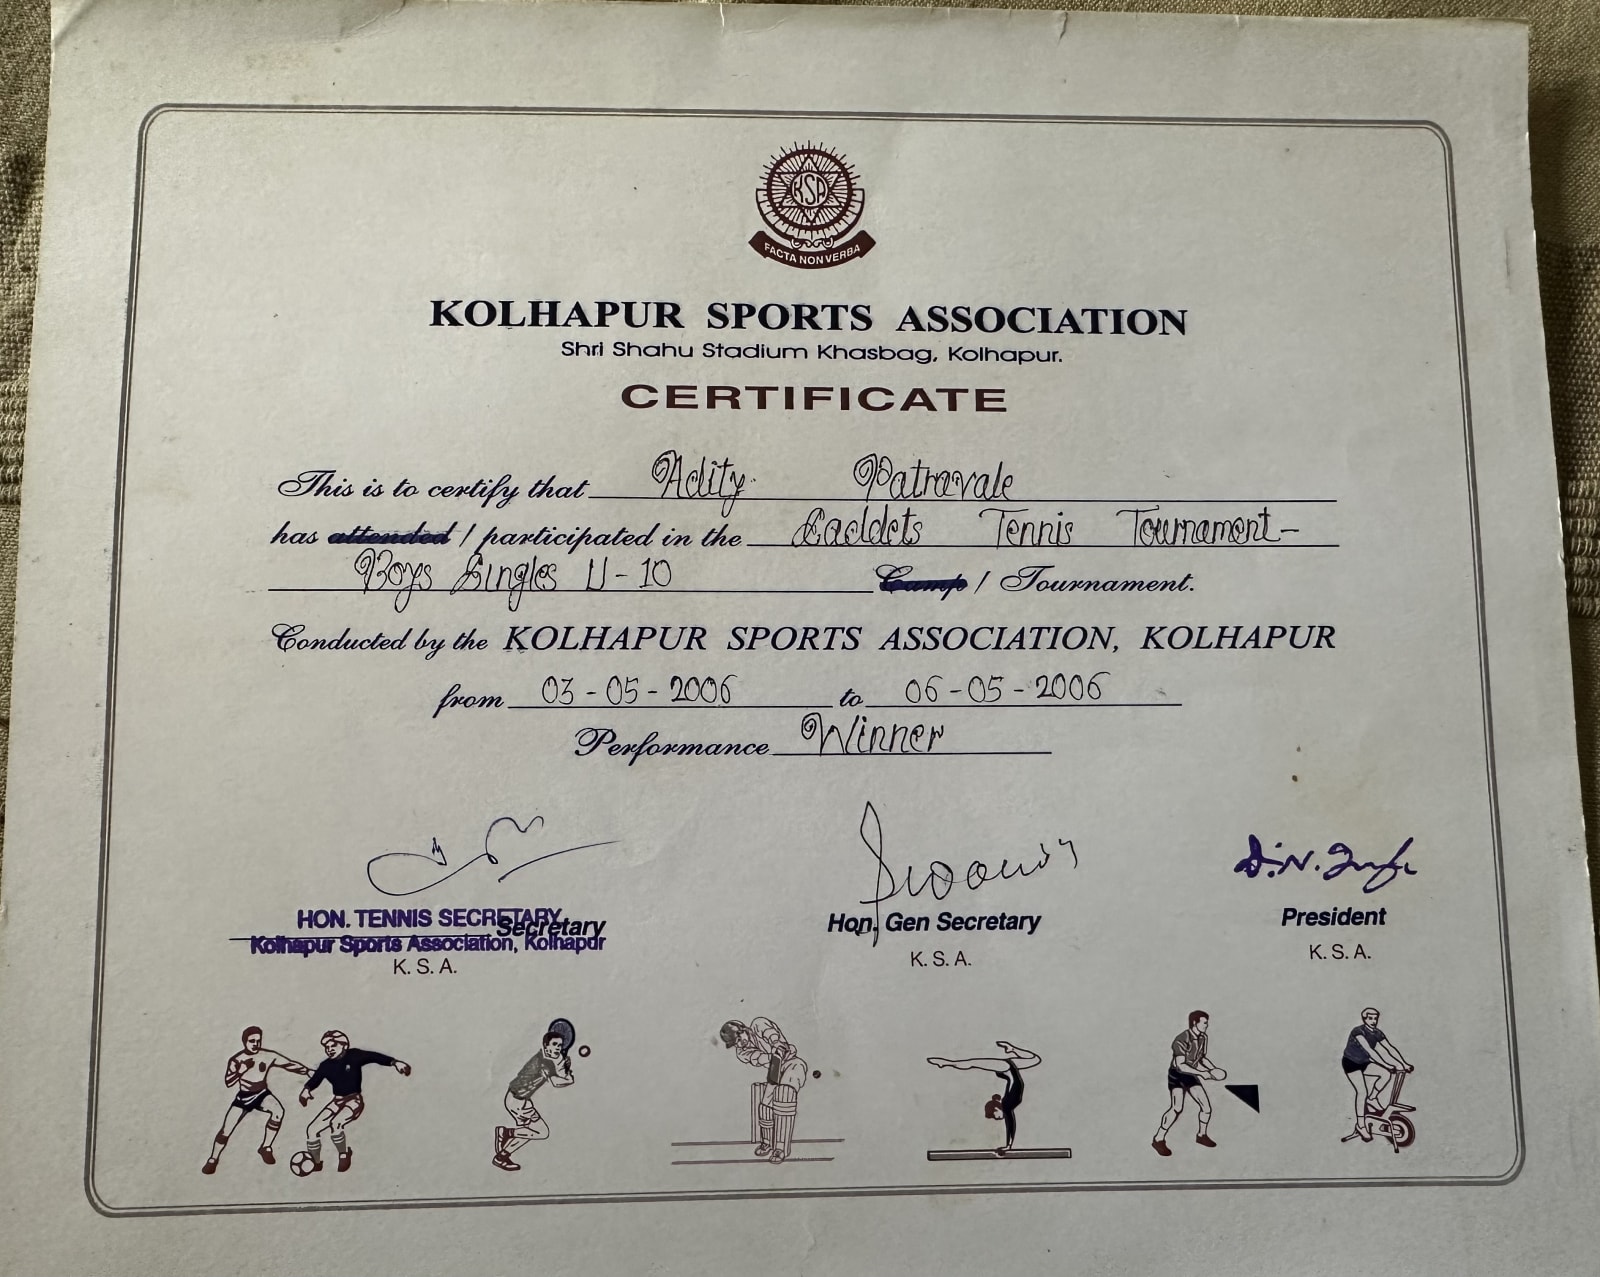 KSA
FACTA NON VERBA
KOLHAPUR SPORTS ASSOCIATION
Shri Shahu Stadium Khasbag, Kolhapur.
CERTIFICATE
This is to certify that Adity Patravale
has attended / participated in the Caddets Tennis Tournament-
Boys Singles U-10 Camp / Tournament.
Conducted by the KOLHAPUR SPORTS ASSOCIATION, KOLHAPUR
from 03-05-2006 to 06-05-2006
Performance Winner
HON. TENNIS SECRETARY Secretary
Kolhapur Sports Association, Kolhapur
K. S. A.
Hon. Gen Secretary
K. S. A.
President
K. S. A.